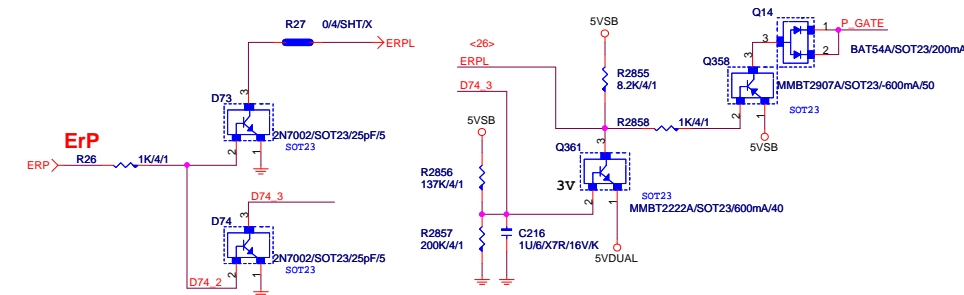 R27 0/4/SHT/X
ERPL
D73
3
2N7002/SOT23/25pF/5
SOT23
2
1
ErP
ERP
R26 1K/4/1
D74_3
D74
3
2N7002/SOT23/25pF/5
SOT23
2
1
D74_2
<26>
ERPL
D74_3
5VSB
R2856
137K/4/1
R2857
200K/4/1
C216
1U/6/X7R/16V/K
5VSB
R2855
8.2K/4/1
R2858 1K/4/1
Q361
3
3V
SOT23
MMBT2222A/SOT23/600mA/40
2
1
5VDUAL
Q14
P_GATE
3
1
2
BAT54A/SOT23/200mA
Q358
3
MMBT2907A/SOT23/-600mA/50
SOT23
2
1
5VSB